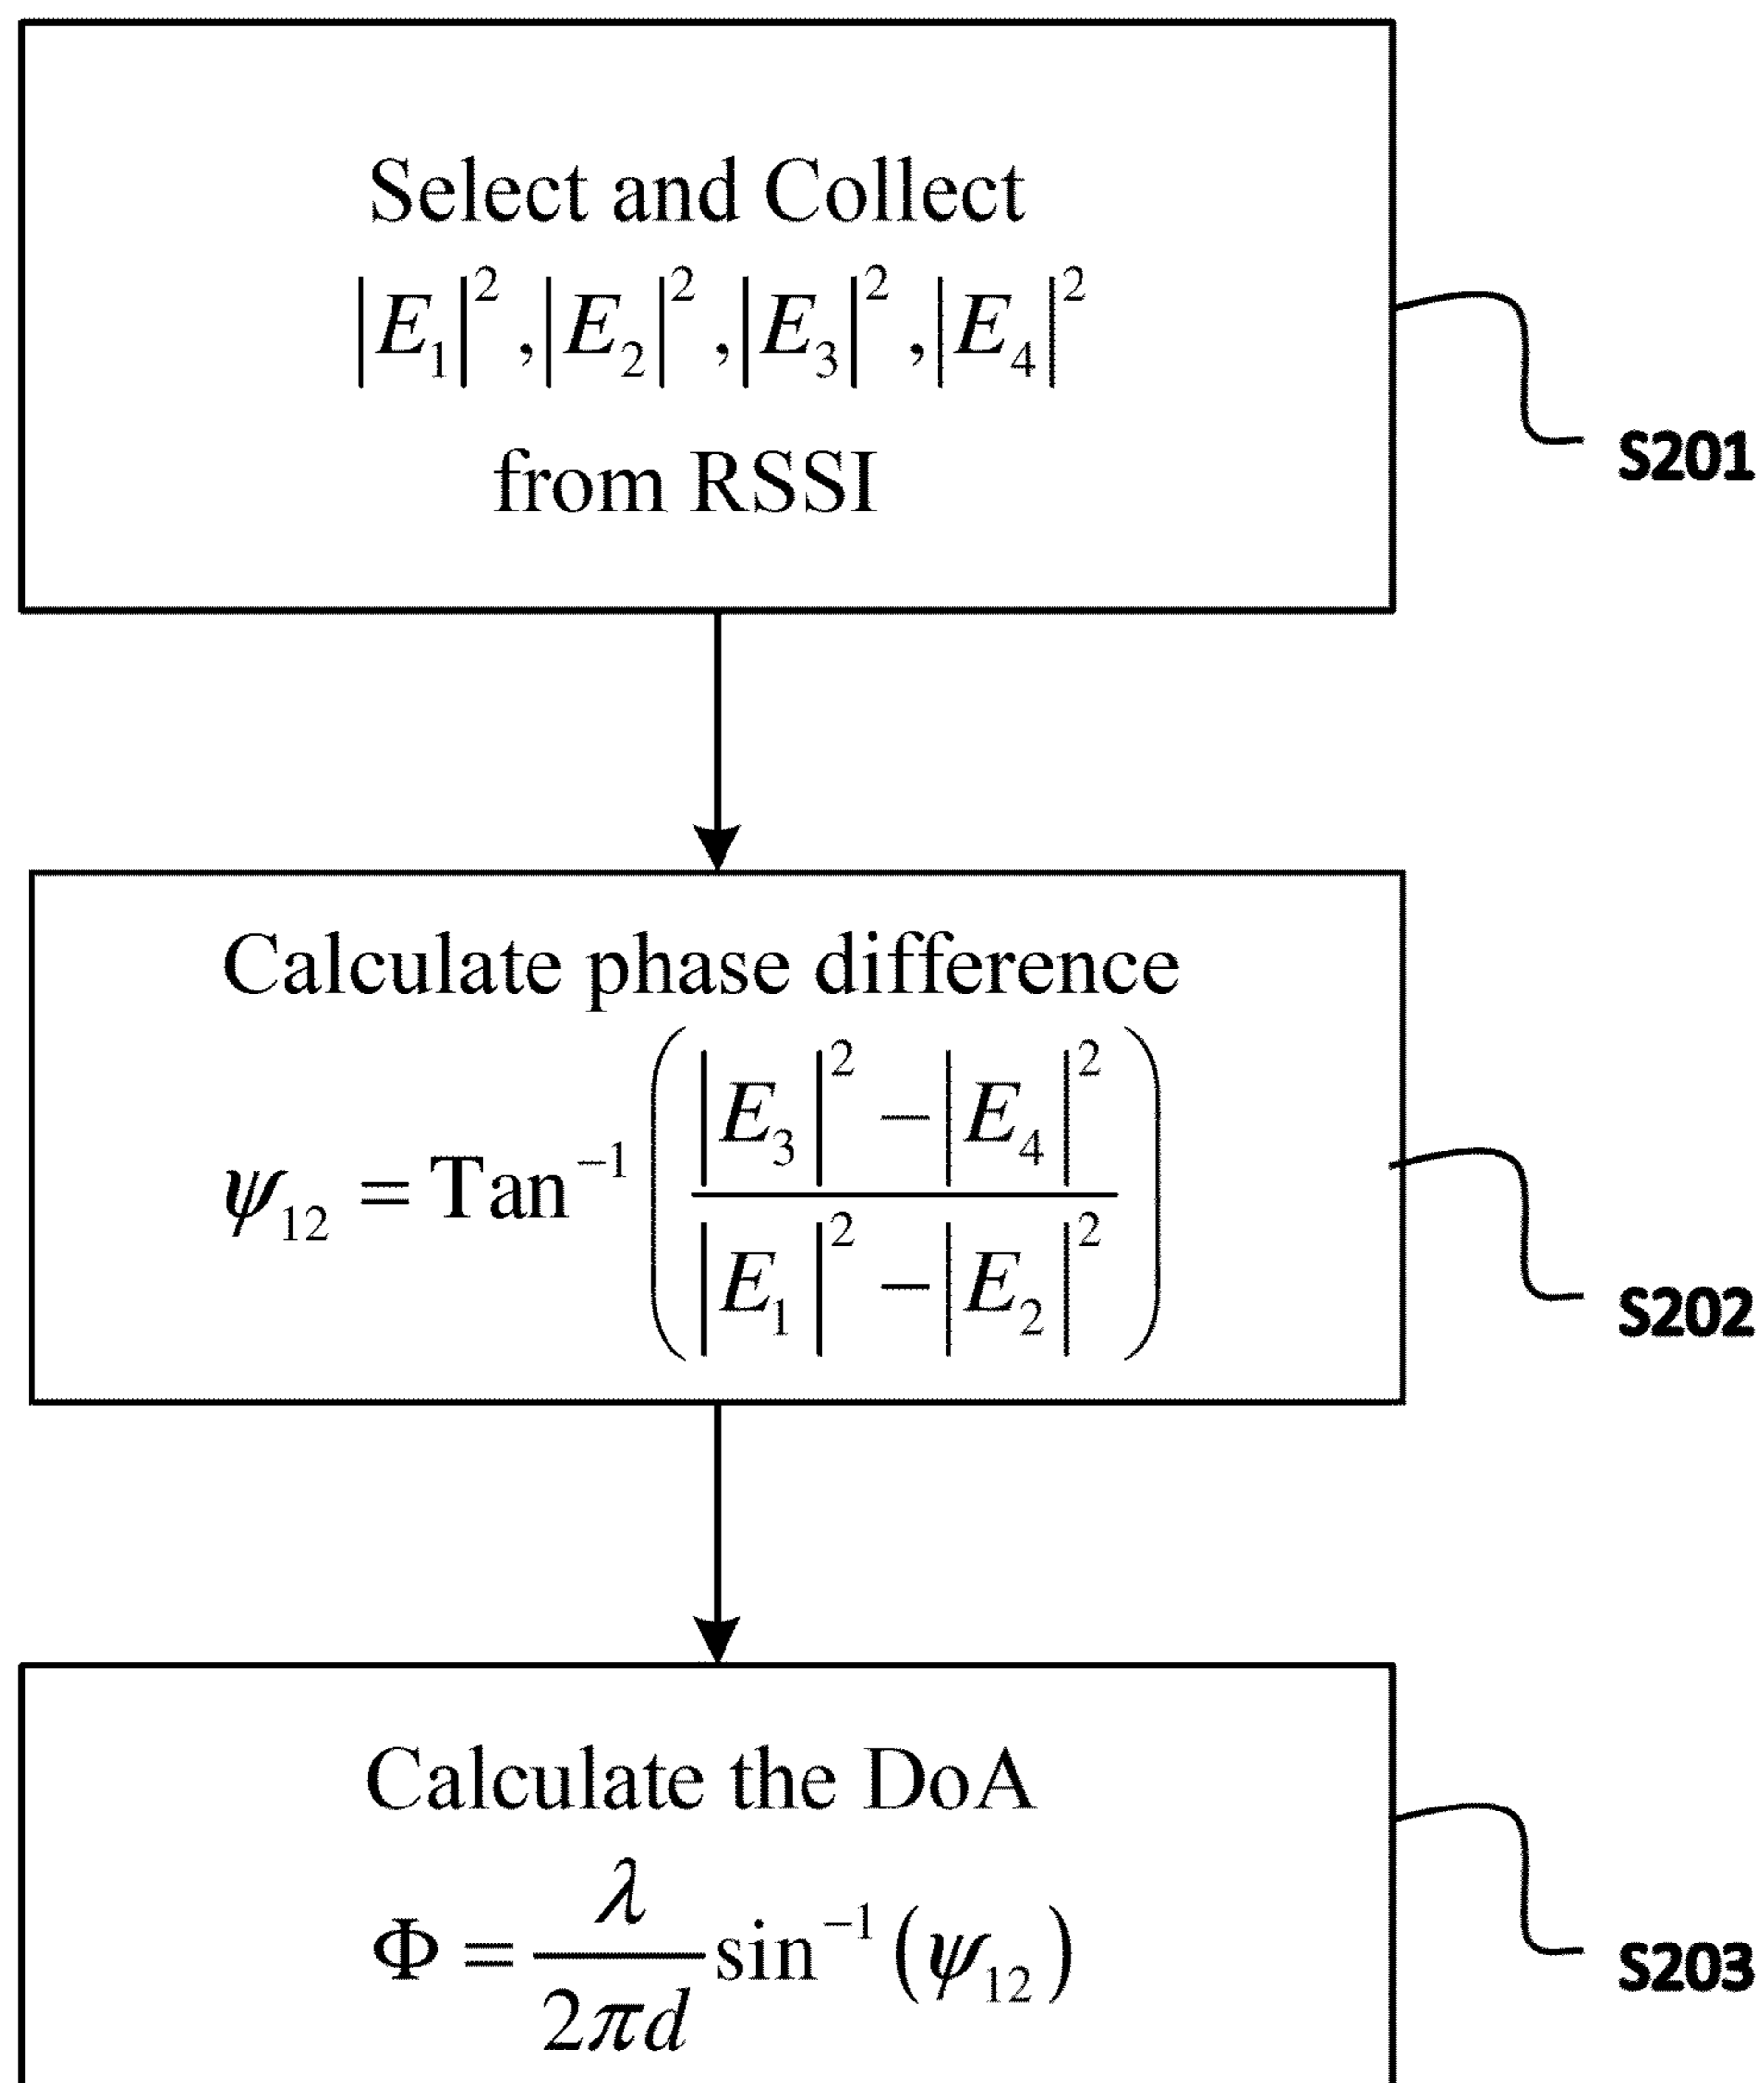 Select and Collect
|E₁|², |E₂|², |E₃|², |E₄|²
from RSSI
S201
Calculate phase difference
ψ₁₂ = Tan⁻¹ ( (|E₃|² − |E₄|²) / (|E₁|² − |E₂|²) )
S202
Calculate the DoA
Φ = λ / 2πd sin⁻¹ (ψ₁₂)
S203